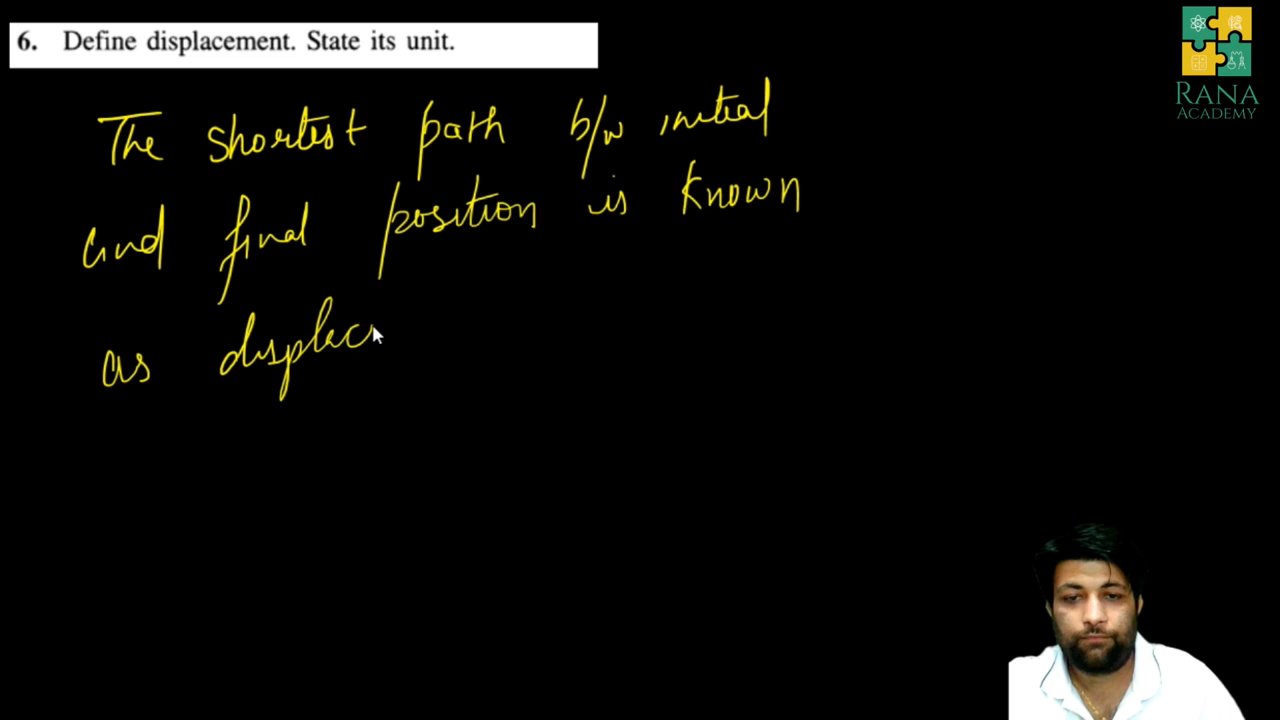 6. Define displacement. State its unit.
RANA
ACADEMY
The shortest path b/w initial
and final position is known
as displac